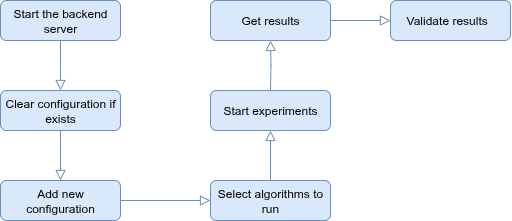 Start the backend
server
Clear configuration if
exists
Add new
configuration
Select algorithms to
run
Start experiments
Get results
Validate results